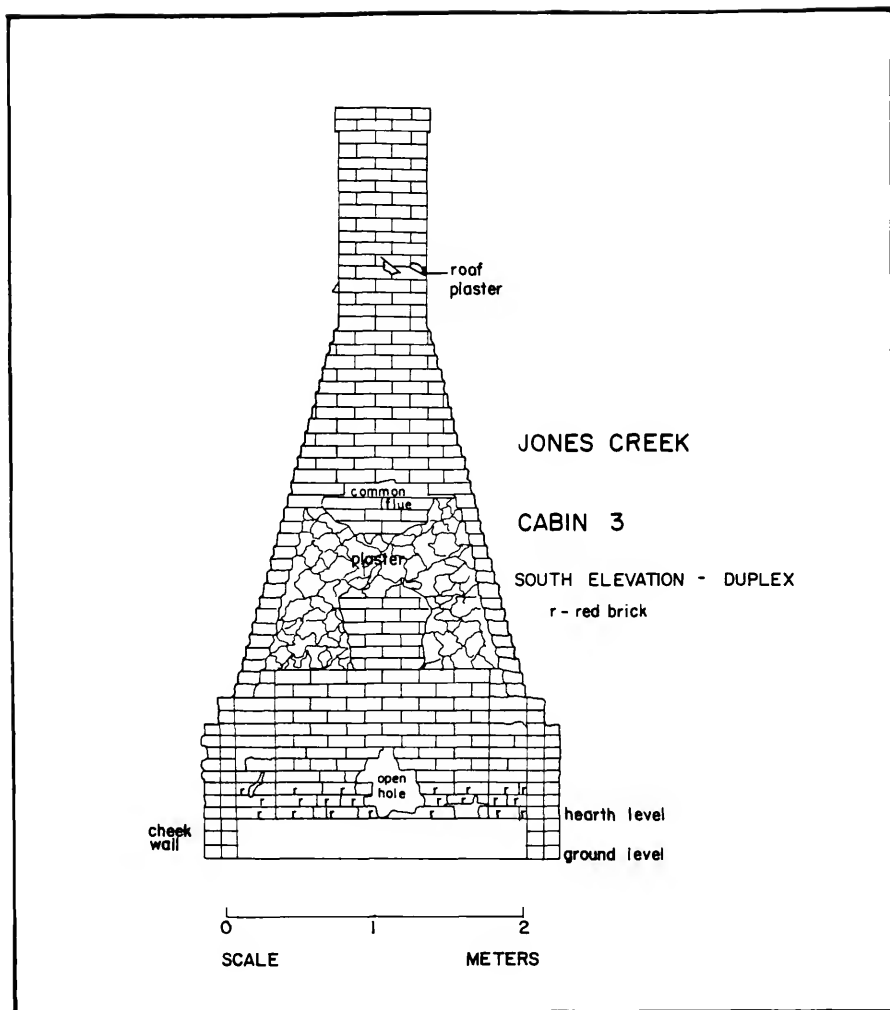 roof
plaster
JONES CREEK
common
flue
CABIN 3
plaster
SOUTH ELEVATION - DUPLEX
r - red brick
open
hole
r r r r r r
r r r r r r r
r r r r r r
hearth level
cheek
wall
ground level
0 1 2
SCALE METERS